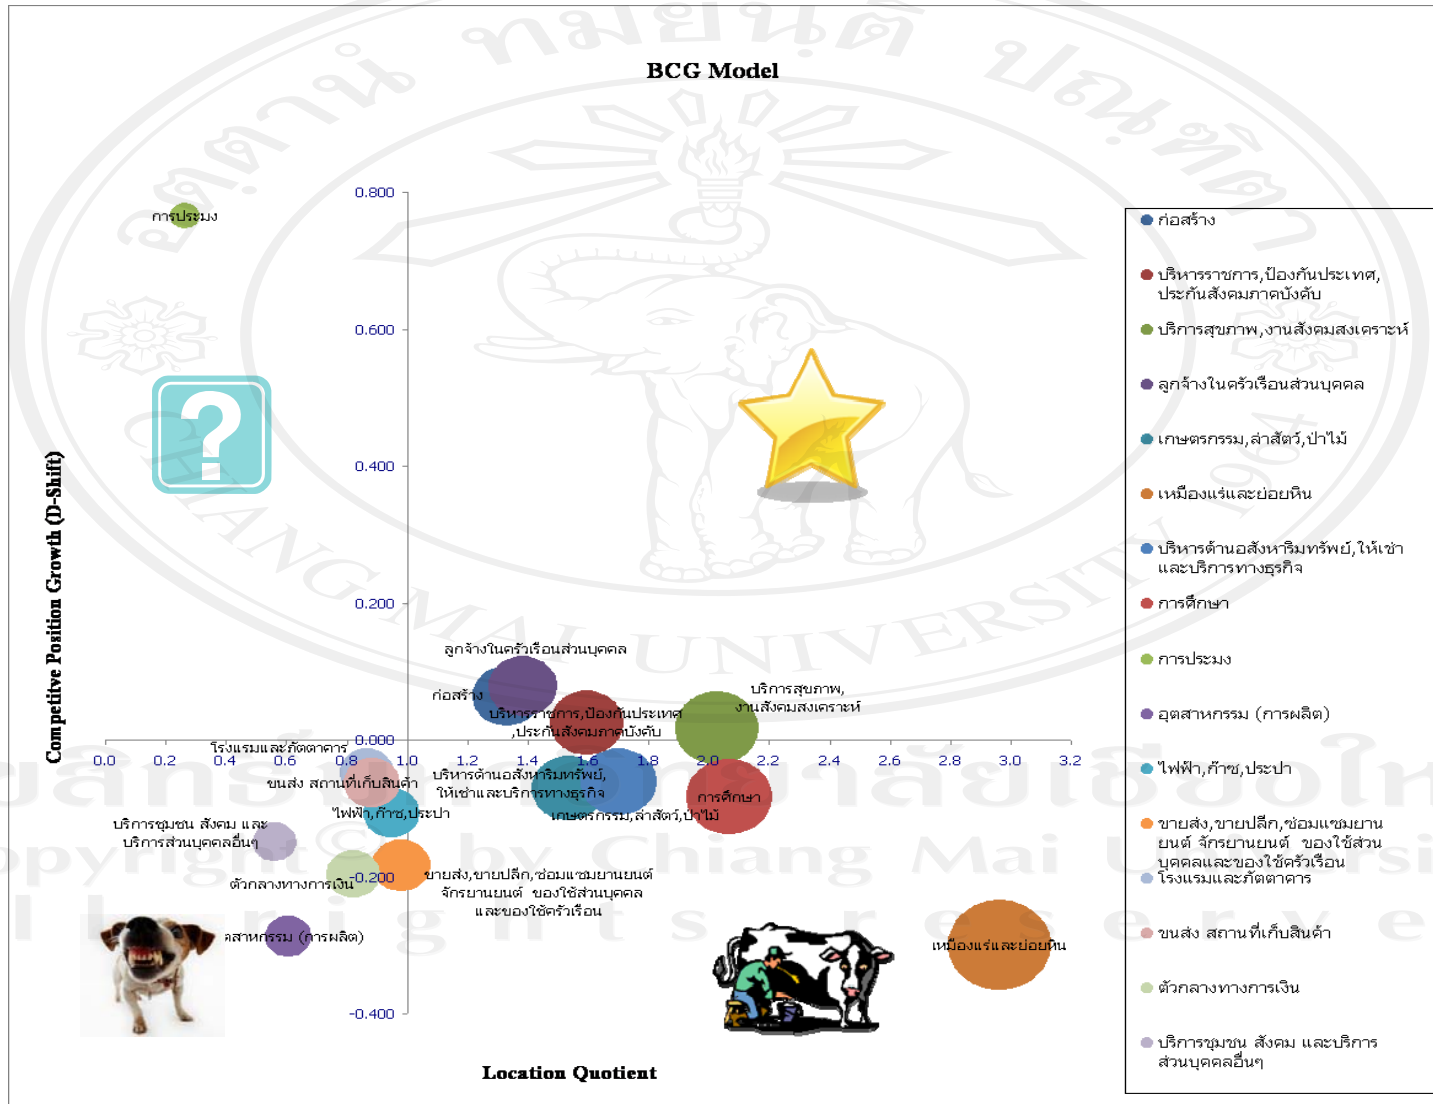 BCG Model
อตฺตานํ ทมยนฺติ ปณฺฑิตา
CHIANG MAI UNIVERSITY 1964
Competitive Position Growth (D-Shift)
0.800
0.600
0.400
0.200
0.000
-0.200
-0.400
0.0 0.2 0.4 0.6 0.8 1.0 1.2 1.4 1.6 1.8 2.0 2.2 2.4 2.6 2.8 3.0 3.2
Location Quotient
การประมง
ลูกจ้างในครัวเรือนส่วนบุคคล
ก่อสร้าง
บริการสุขภาพ,
งานสังคมสงเคราะห์
บริหารราชการ,ป้องกันประเทศ
,ประกันสังคมภาคบังคับ
โรงแรมและภัตตาคาร
ขนส่ง สถานที่เก็บสินค้า
บริหารด้านอสังหาริมทรัพย์,
ให้เช่าและบริการทางธุรกิจ
การศึกษา
ไฟฟ้า,ก๊าซ,ประปา
เกษตรกรรม,ล่าสัตว์,ป่าไม้
บริการชุมชน สังคม และ
บริการส่วนบุคคลอื่นๆ
ตัวกลางทางการเงิน
ขายส่ง,ขายปลีก,ซ่อมแซมยานยนต์
จักรยานยนต์ ของใช้ส่วนบุคคล
และของใช้ครัวเรือน
ตสาหกรรม (การผลิต)
เหมืองแร่และย่อยหิน
ก่อสร้าง
บริหารราชการ,ป้องกันประเทศ,
ประกันสังคมภาคบังคับ
บริการสุขภาพ,งานสังคมสงเคราะห์
ลูกจ้างในครัวเรือนส่วนบุคคล
เกษตรกรรม,ล่าสัตว์,ป่าไม้
เหมืองแร่และย่อยหิน
บริหารด้านอสังหาริมทรัพย์,ให้เช่า
และบริการทางธุรกิจ
การศึกษา
การประมง
อุตสาหกรรม (การผลิต)
ไฟฟ้า,ก๊าซ,ประปา
ขายส่ง,ขายปลีก,ซ่อมแซมยาน
ยนต์ จักรยานยนต์ ของใช้ส่วน
บุคคลและของใช้ครัวเรือน
โรงแรมและภัตตาคาร
ขนส่ง สถานที่เก็บสินค้า
ตัวกลางทางการเงิน
บริการชุมชน สังคม และบริการ
ส่วนบุคคลอื่นๆ
opyright © by Chiang Mai Universi
l rights reserve